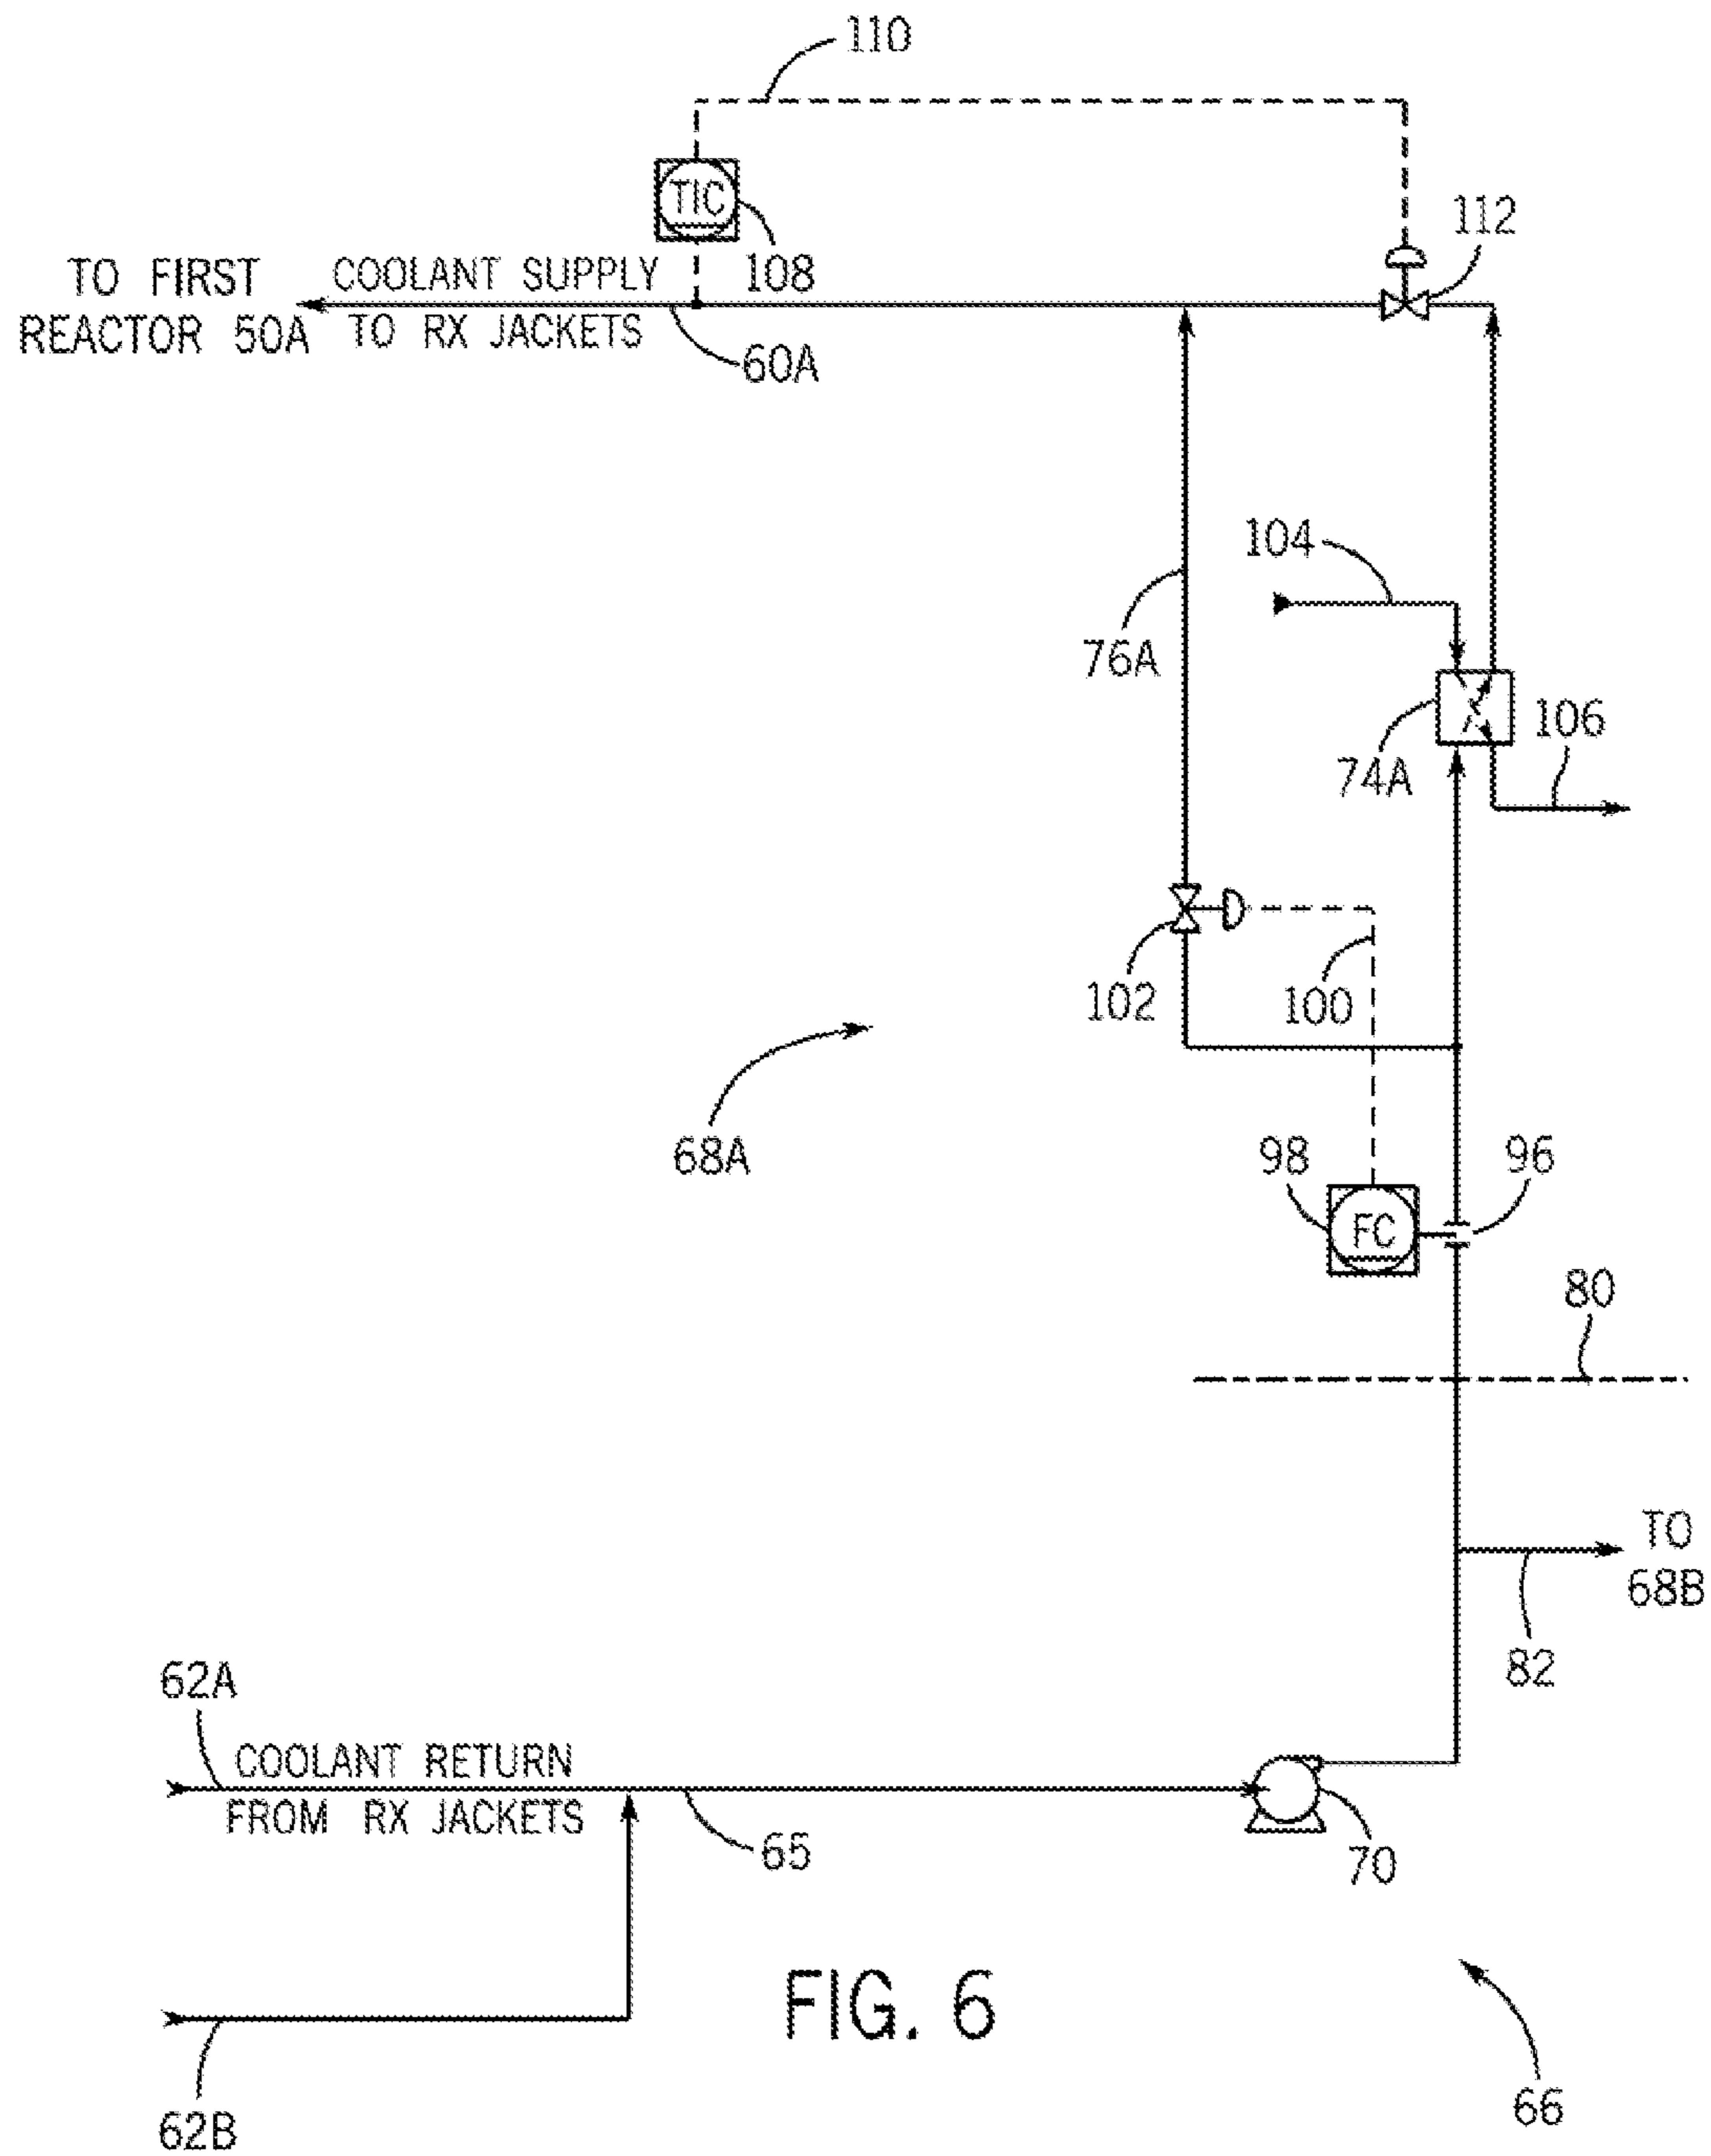 110
TIC
112
108
TO FIRST
REACTOR 50A
COOLANT SUPPLY
TO RX JACKETS
60A
104
76A
106
74A
102
100
68A
98
96
FC
80
TO
68B
82
62A
COOLANT RETURN
FROM RX JACKETS
65
70
FIG. 6
62B
66